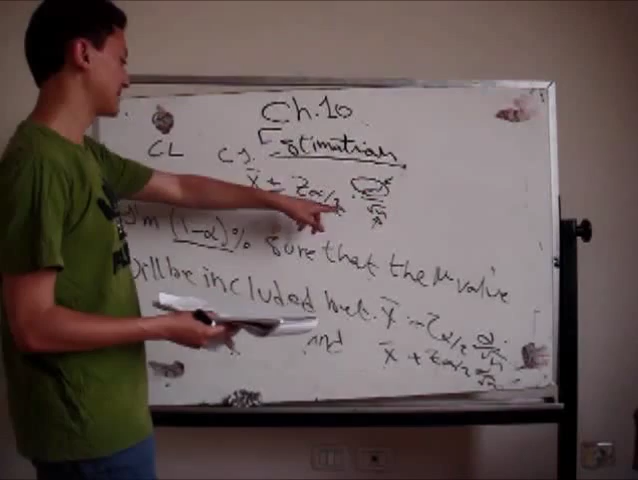 Ch.10
Estimation
CL C.I.
x̄ ± Zα/2 σ/√n
I'm (1-α)% sure that the μ value
will be included betw. x̄ - Zα/2 σ/√n
and x̄ + Zα/2 σ/√n